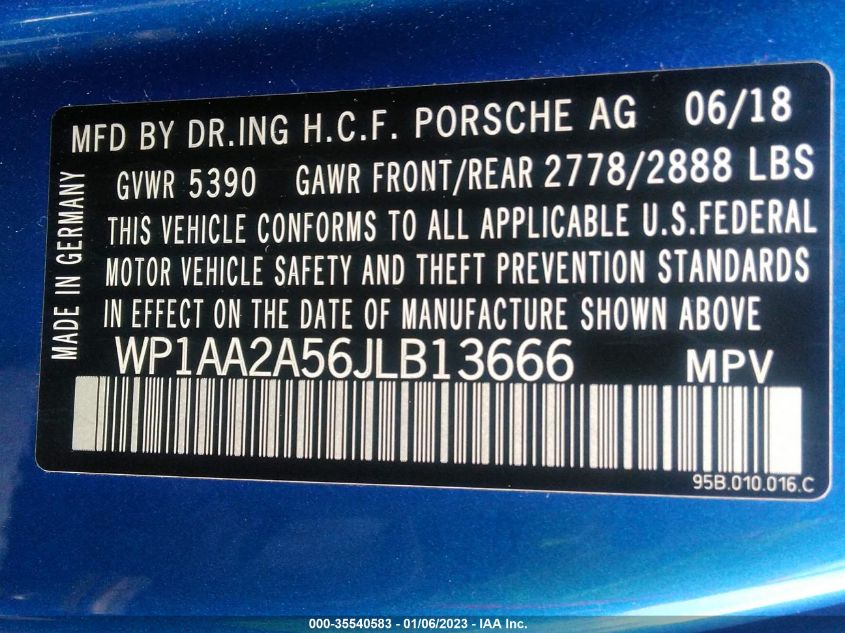 MFD BY DR.ING H.C.F. PORSCHE AG 06/18
GVWR 5390 GAWR FRONT/REAR 2778/2888 LBS
THIS VEHICLE CONFORMS TO ALL APPLICABLE U.S.FEDERAL
MOTOR VEHICLE SAFETY AND THEFT PREVENTION STANDARDS
IN EFFECT ON THE DATE OF MANUFACTURE SHOWN ABOVE
MADE IN GERMANY
WP1AA2A56JLB13666 MPV
95B.010.016.C
000-35540583 - 01/06/2023 - IAA Inc.